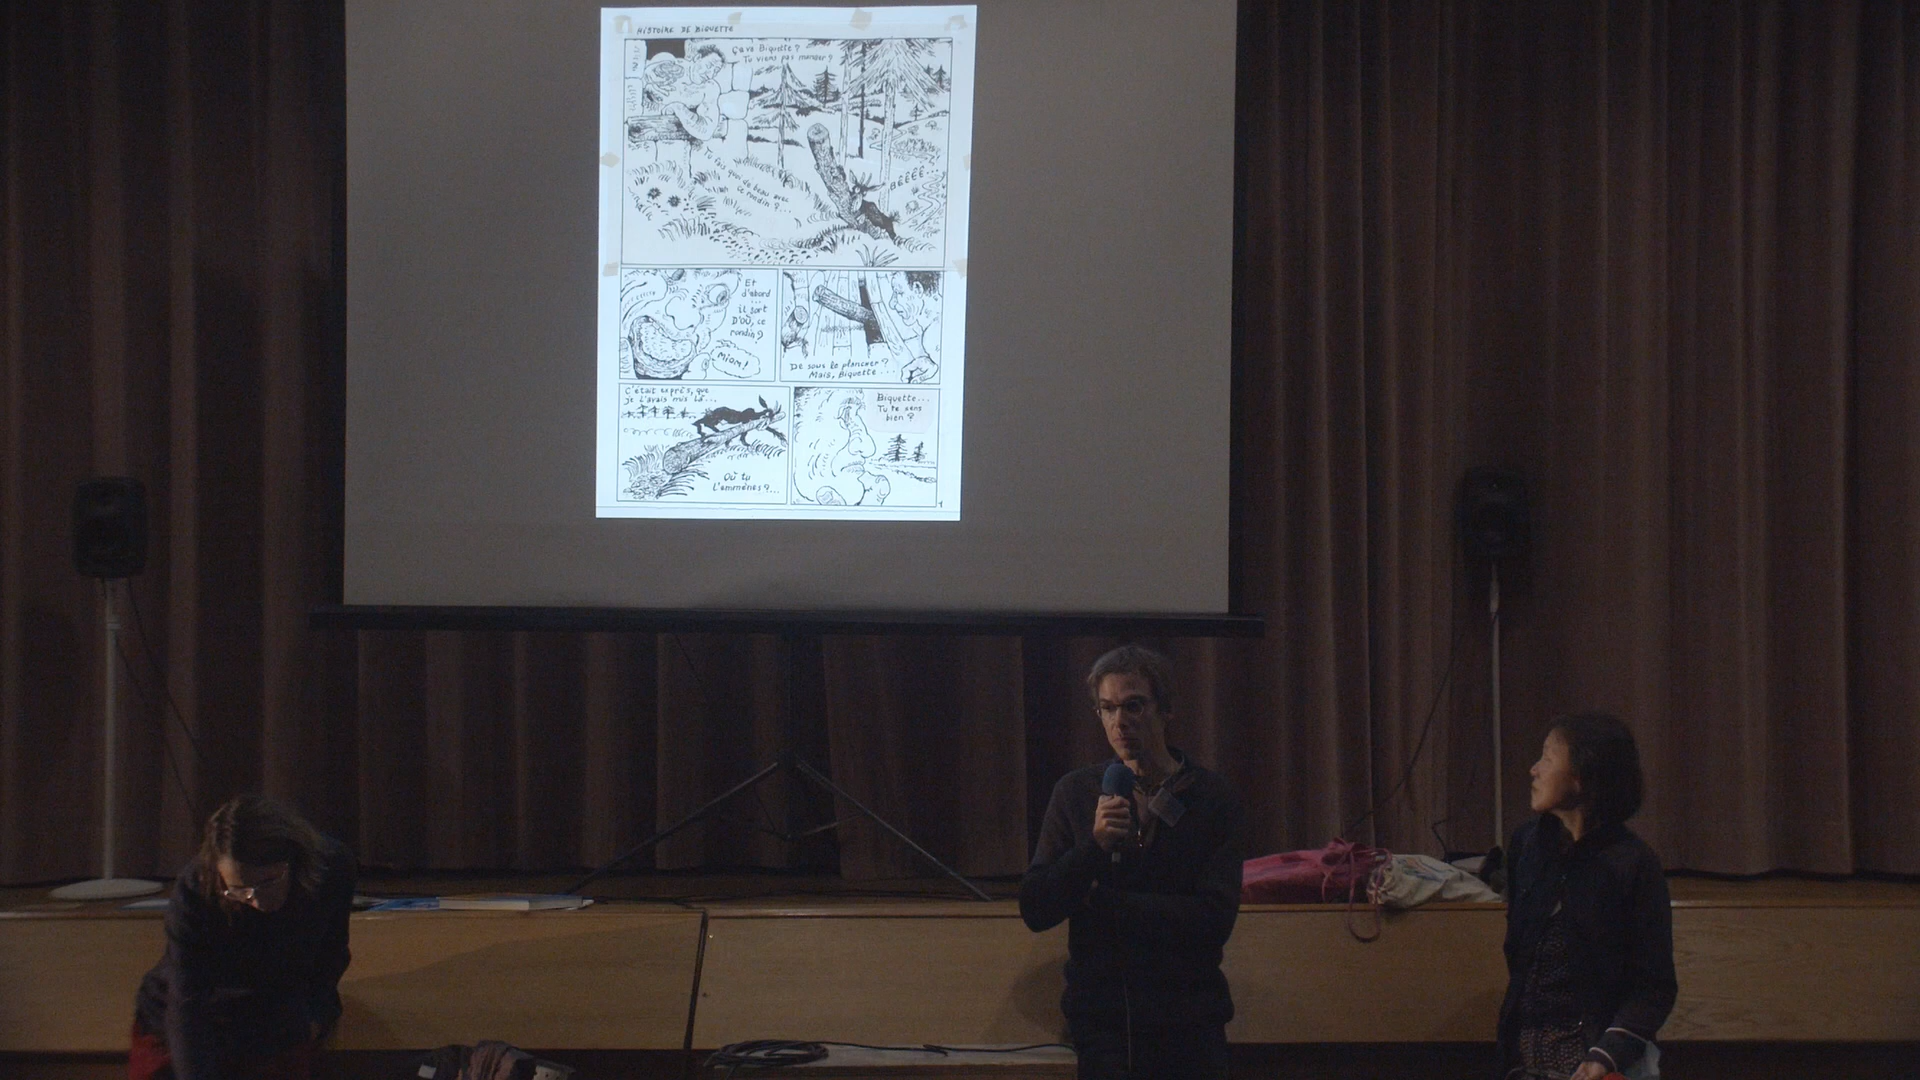 HISTOIRE DE BIQUETTE
Ça va Biquette ?
Tu viens pas manger ?
Tu fais
quoi de beau avec
ce rondin ?...
BÊÊÊÊ...
Et
d'abord
...
il sort
D'OÙ, ce
rondin ?
MIAM !
De sous le plancher ?
Mais, Biquette...
C'était exprès, que
je l'avais mis là...
Où tu
l'emmènes ?...
Biquette...
Tu te sens
bien ?
1